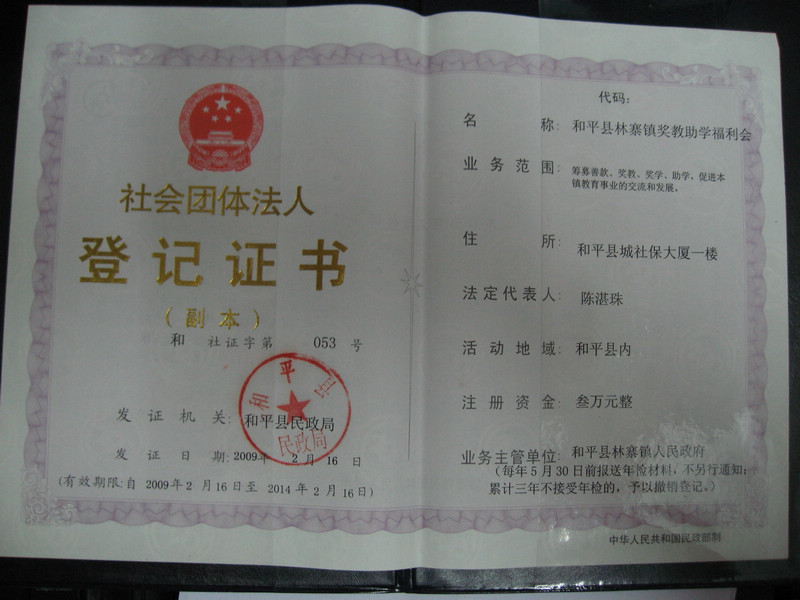 社会团体法人
登记证书
(副本)
和 社证字第 053 号
发证机关: 和平县民政局
发证日期: 2009年 2月 16日
(有效期限:自 2009年 2月16日至 2014年 2月 16日)
和平县
民政局
代码:
名称: 和平县林寨镇奖教助学福利会
业务范围: 筹募善款、奖教、奖学、助学,促进本
镇教育事业的交流和发展。
住所: 和平县城社保大厦一楼
法定代表人: 陈湛珠
活动地域: 和平县内
注册资金: 叁万元整
业务主管单位: 和平县林寨镇人民政府
(每年5月30日前报送年检材料,不另行通知;
累计三年不接受年检的,予以撤销登记。)
中华人民共和国民政部制